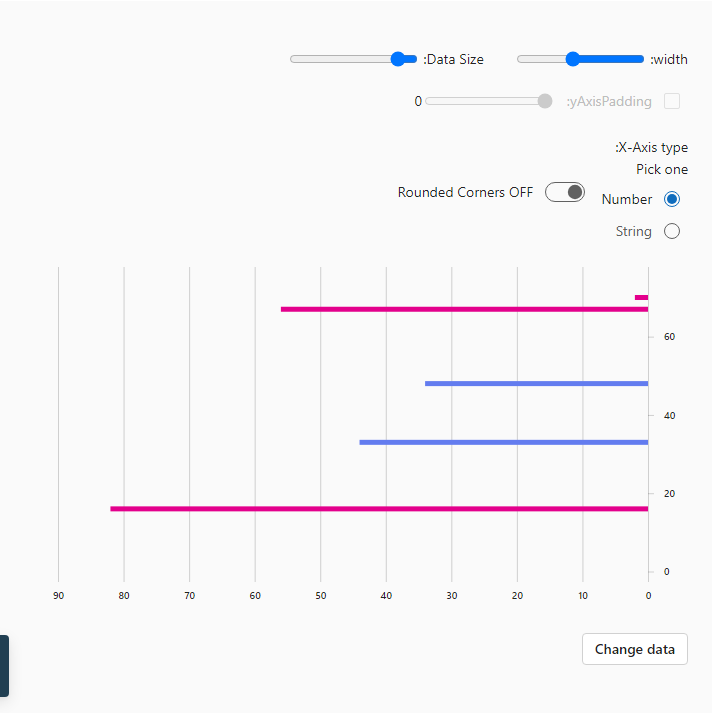 :width
:Data Size
:yAxisPadding
0
:X-Axis type
Pick one
Number
Rounded Corners OFF
String
60
40
20
0
90 80 70 60 50 40 30 20 10 0
Change data